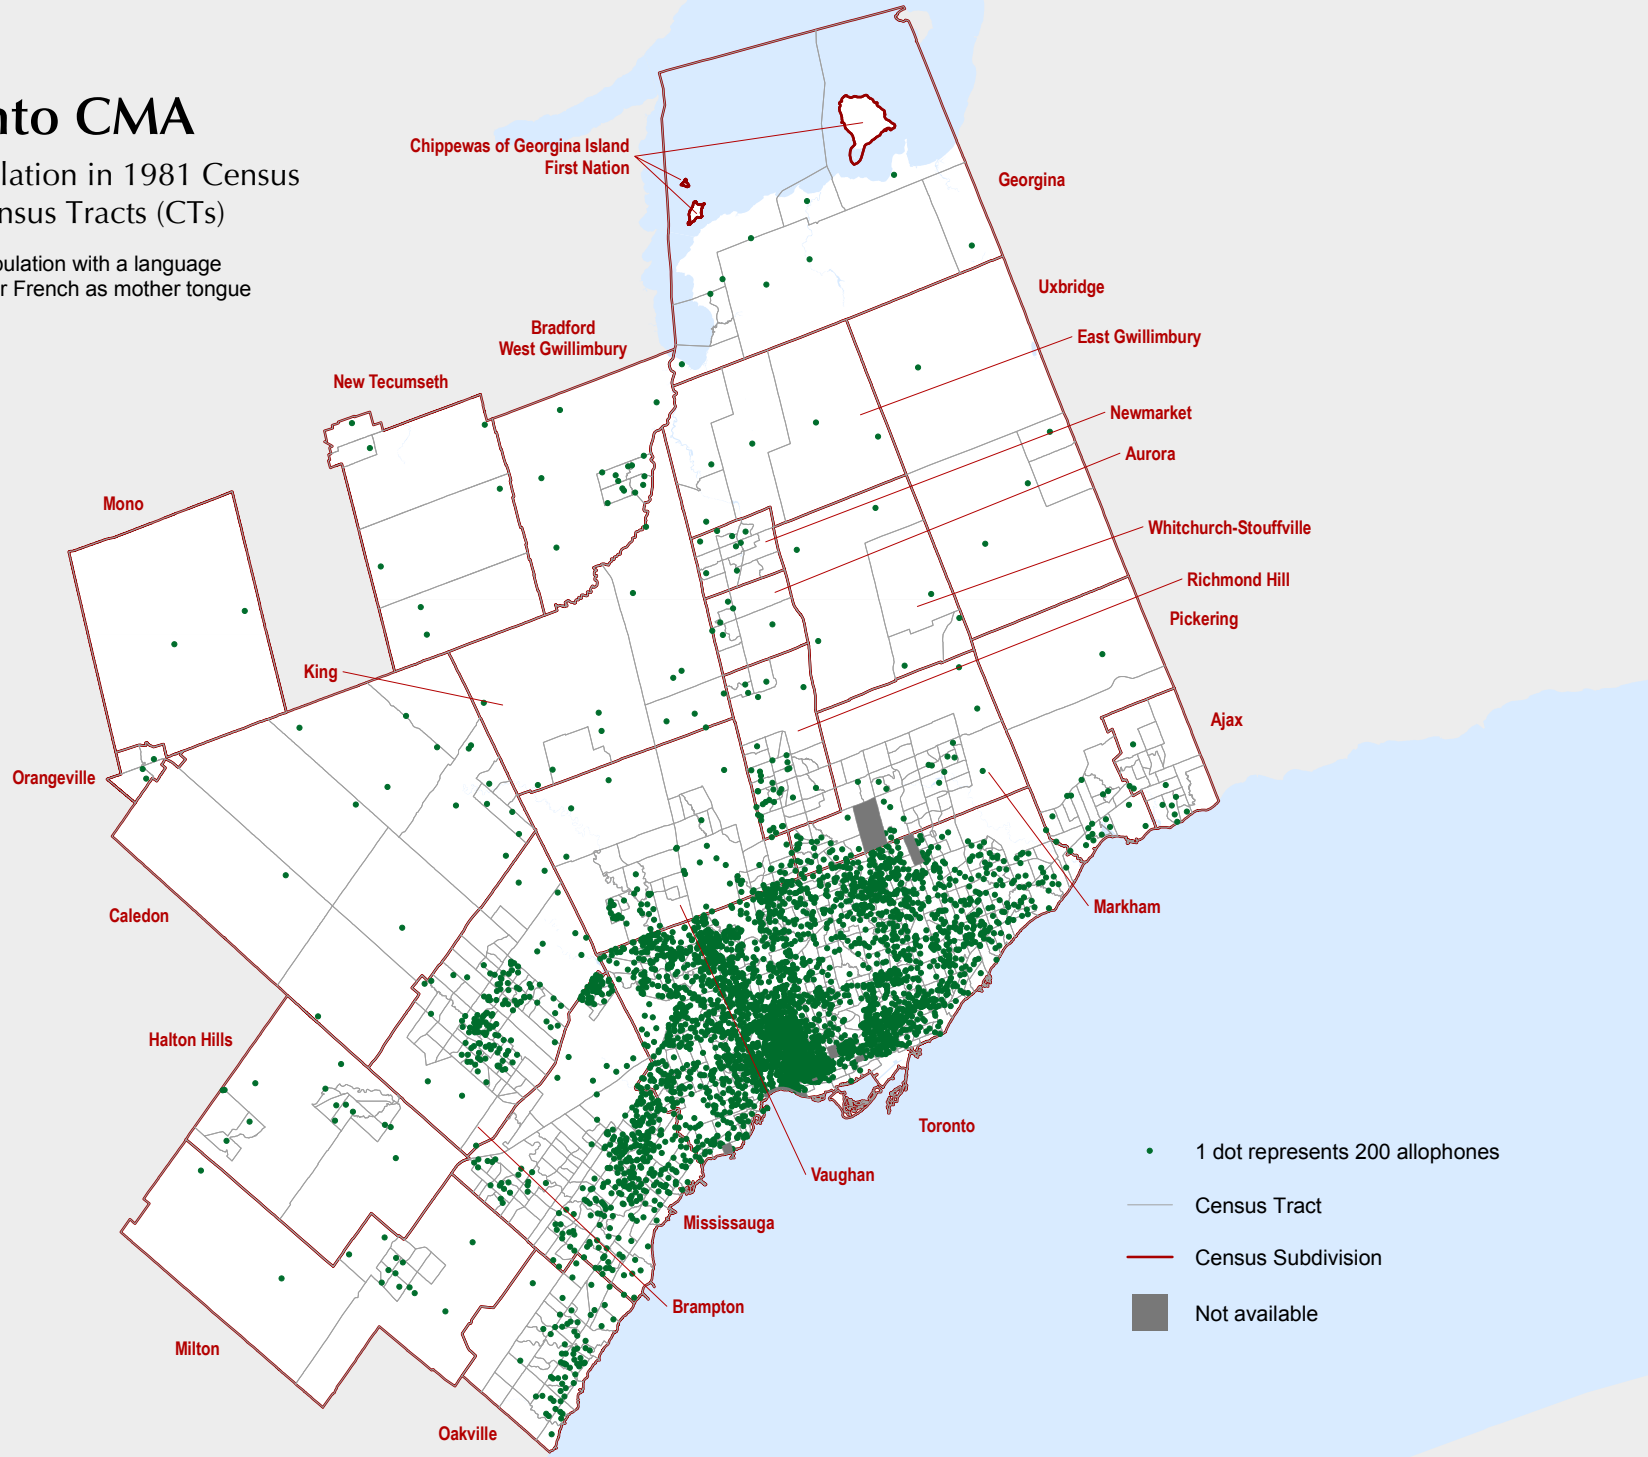 nto CMA
lation in 1981 Census
nsus Tracts (CTs)
pulation with a language
r French as mother tongue
Chippewas of Georgina Island
First Nation
Georgina
Uxbridge
Bradford
West Gwillimbury
East Gwillimbury
New Tecumseth
Newmarket
Aurora
Mono
Whitchurch-Stouffville
Richmond Hill
Pickering
King
Ajax
Orangeville
Markham
Caledon
Halton Hills
Toronto
Vaughan
Mississauga
Brampton
Milton
Oakville
1 dot represents 200 allophones
Census Tract
Census Subdivision
Not available